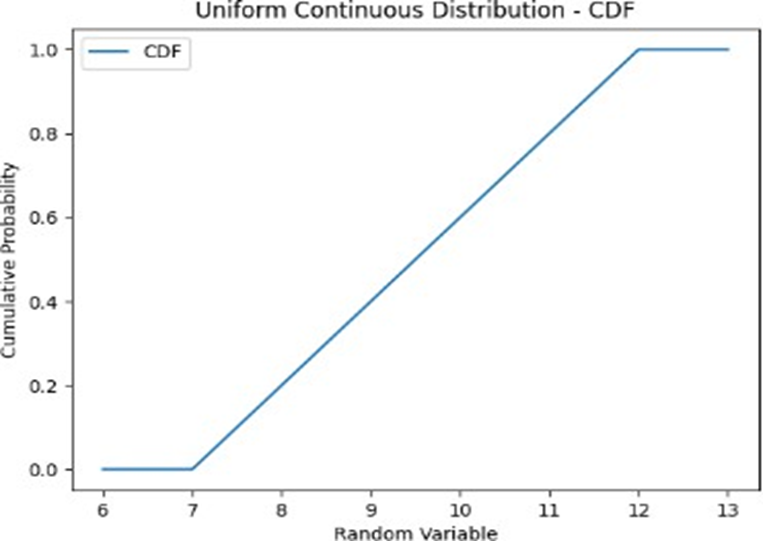 Uniform Continuous Distribution - CDF
CDF
1.0
0.8
0.6
0.4
0.2
0.0
Cumulative Probability
6 7 8 9 10 11 12 13
Random Variable